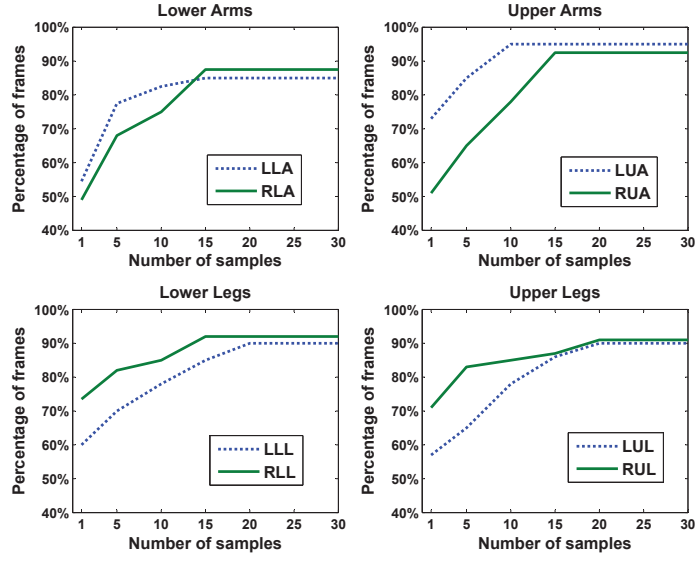 Lower Arms
Percentage of frames
100%
90%
80%
70%
60%
50%
40%
LLA
RLA
1 5 10 15 20 25 30
Number of samples
Upper Arms
Percentage of frames
100%
90%
80%
70%
60%
50%
40%
LUA
RUA
1 5 10 15 20 25 30
Number of samples
Lower Legs
Percentage of frames
100%
90%
80%
70%
60%
50%
40%
LLL
RLL
1 5 10 15 20 25 30
Number of samples
Upper Legs
Percentage of frames
100%
90%
80%
70%
60%
50%
40%
LUL
RUL
1 5 10 15 20 25 30
Number of samples